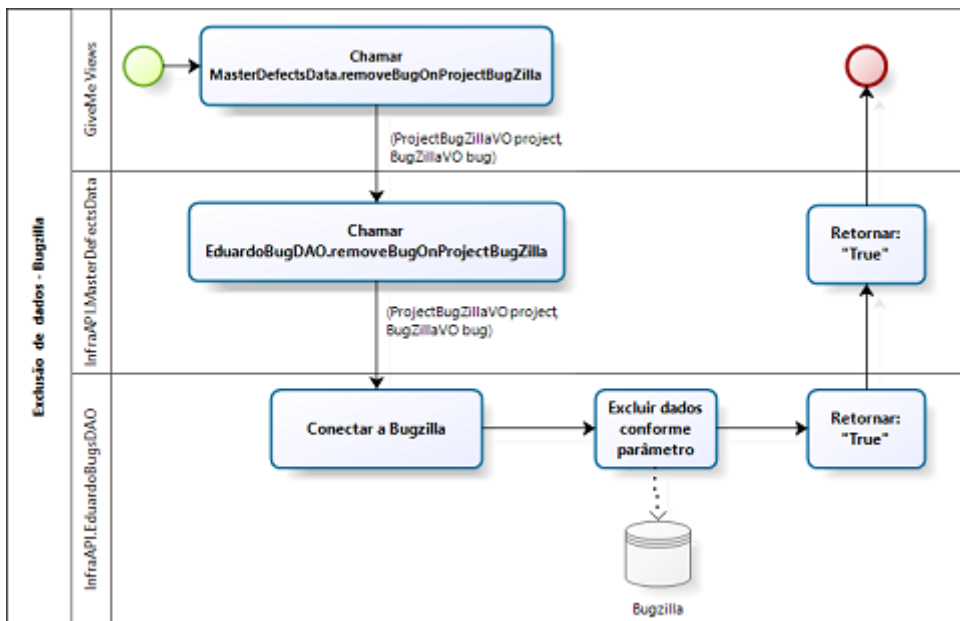 Exclusão de dados - Bugzilla
GiveMe Views
Chamar
MasterDefectsData.removeBugOnProjectBugZilla
(ProjectBugZillaVO project,
BugZillaVO bug)
InfraAPI.MasterDefectsData
Chamar
EduardoBugDAO.removeBugOnProjectBugZilla
Retornar:
"True"
(ProjectBugZillaVO project,
BugZillaVO bug)
InfraAPI.EduardoBugsDAO
Conectar a Bugzilla
Excluir dados
conforme
parâmetro
Retornar:
"True"
Bugzilla